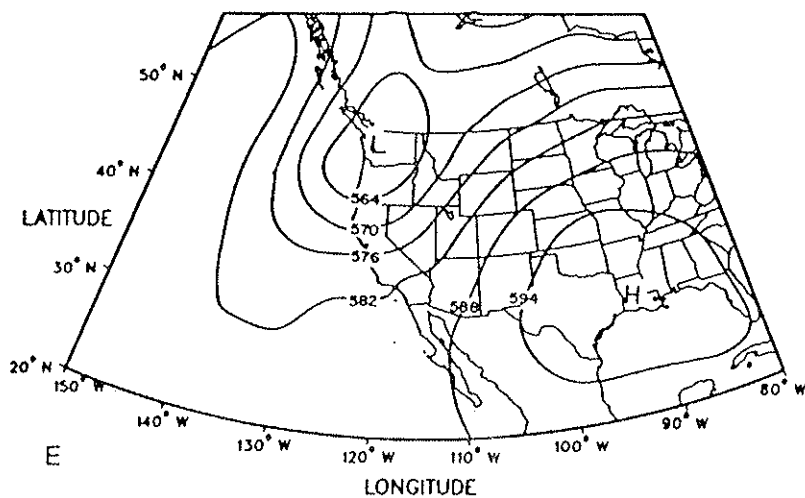 50° N
40° N
LATITUDE
30° N
20° N
L
564
570
576
582
588
594
H
150° W
140° W
130° W
120° W
110° W
100° W
90° W
80° W
E
LONGITUDE